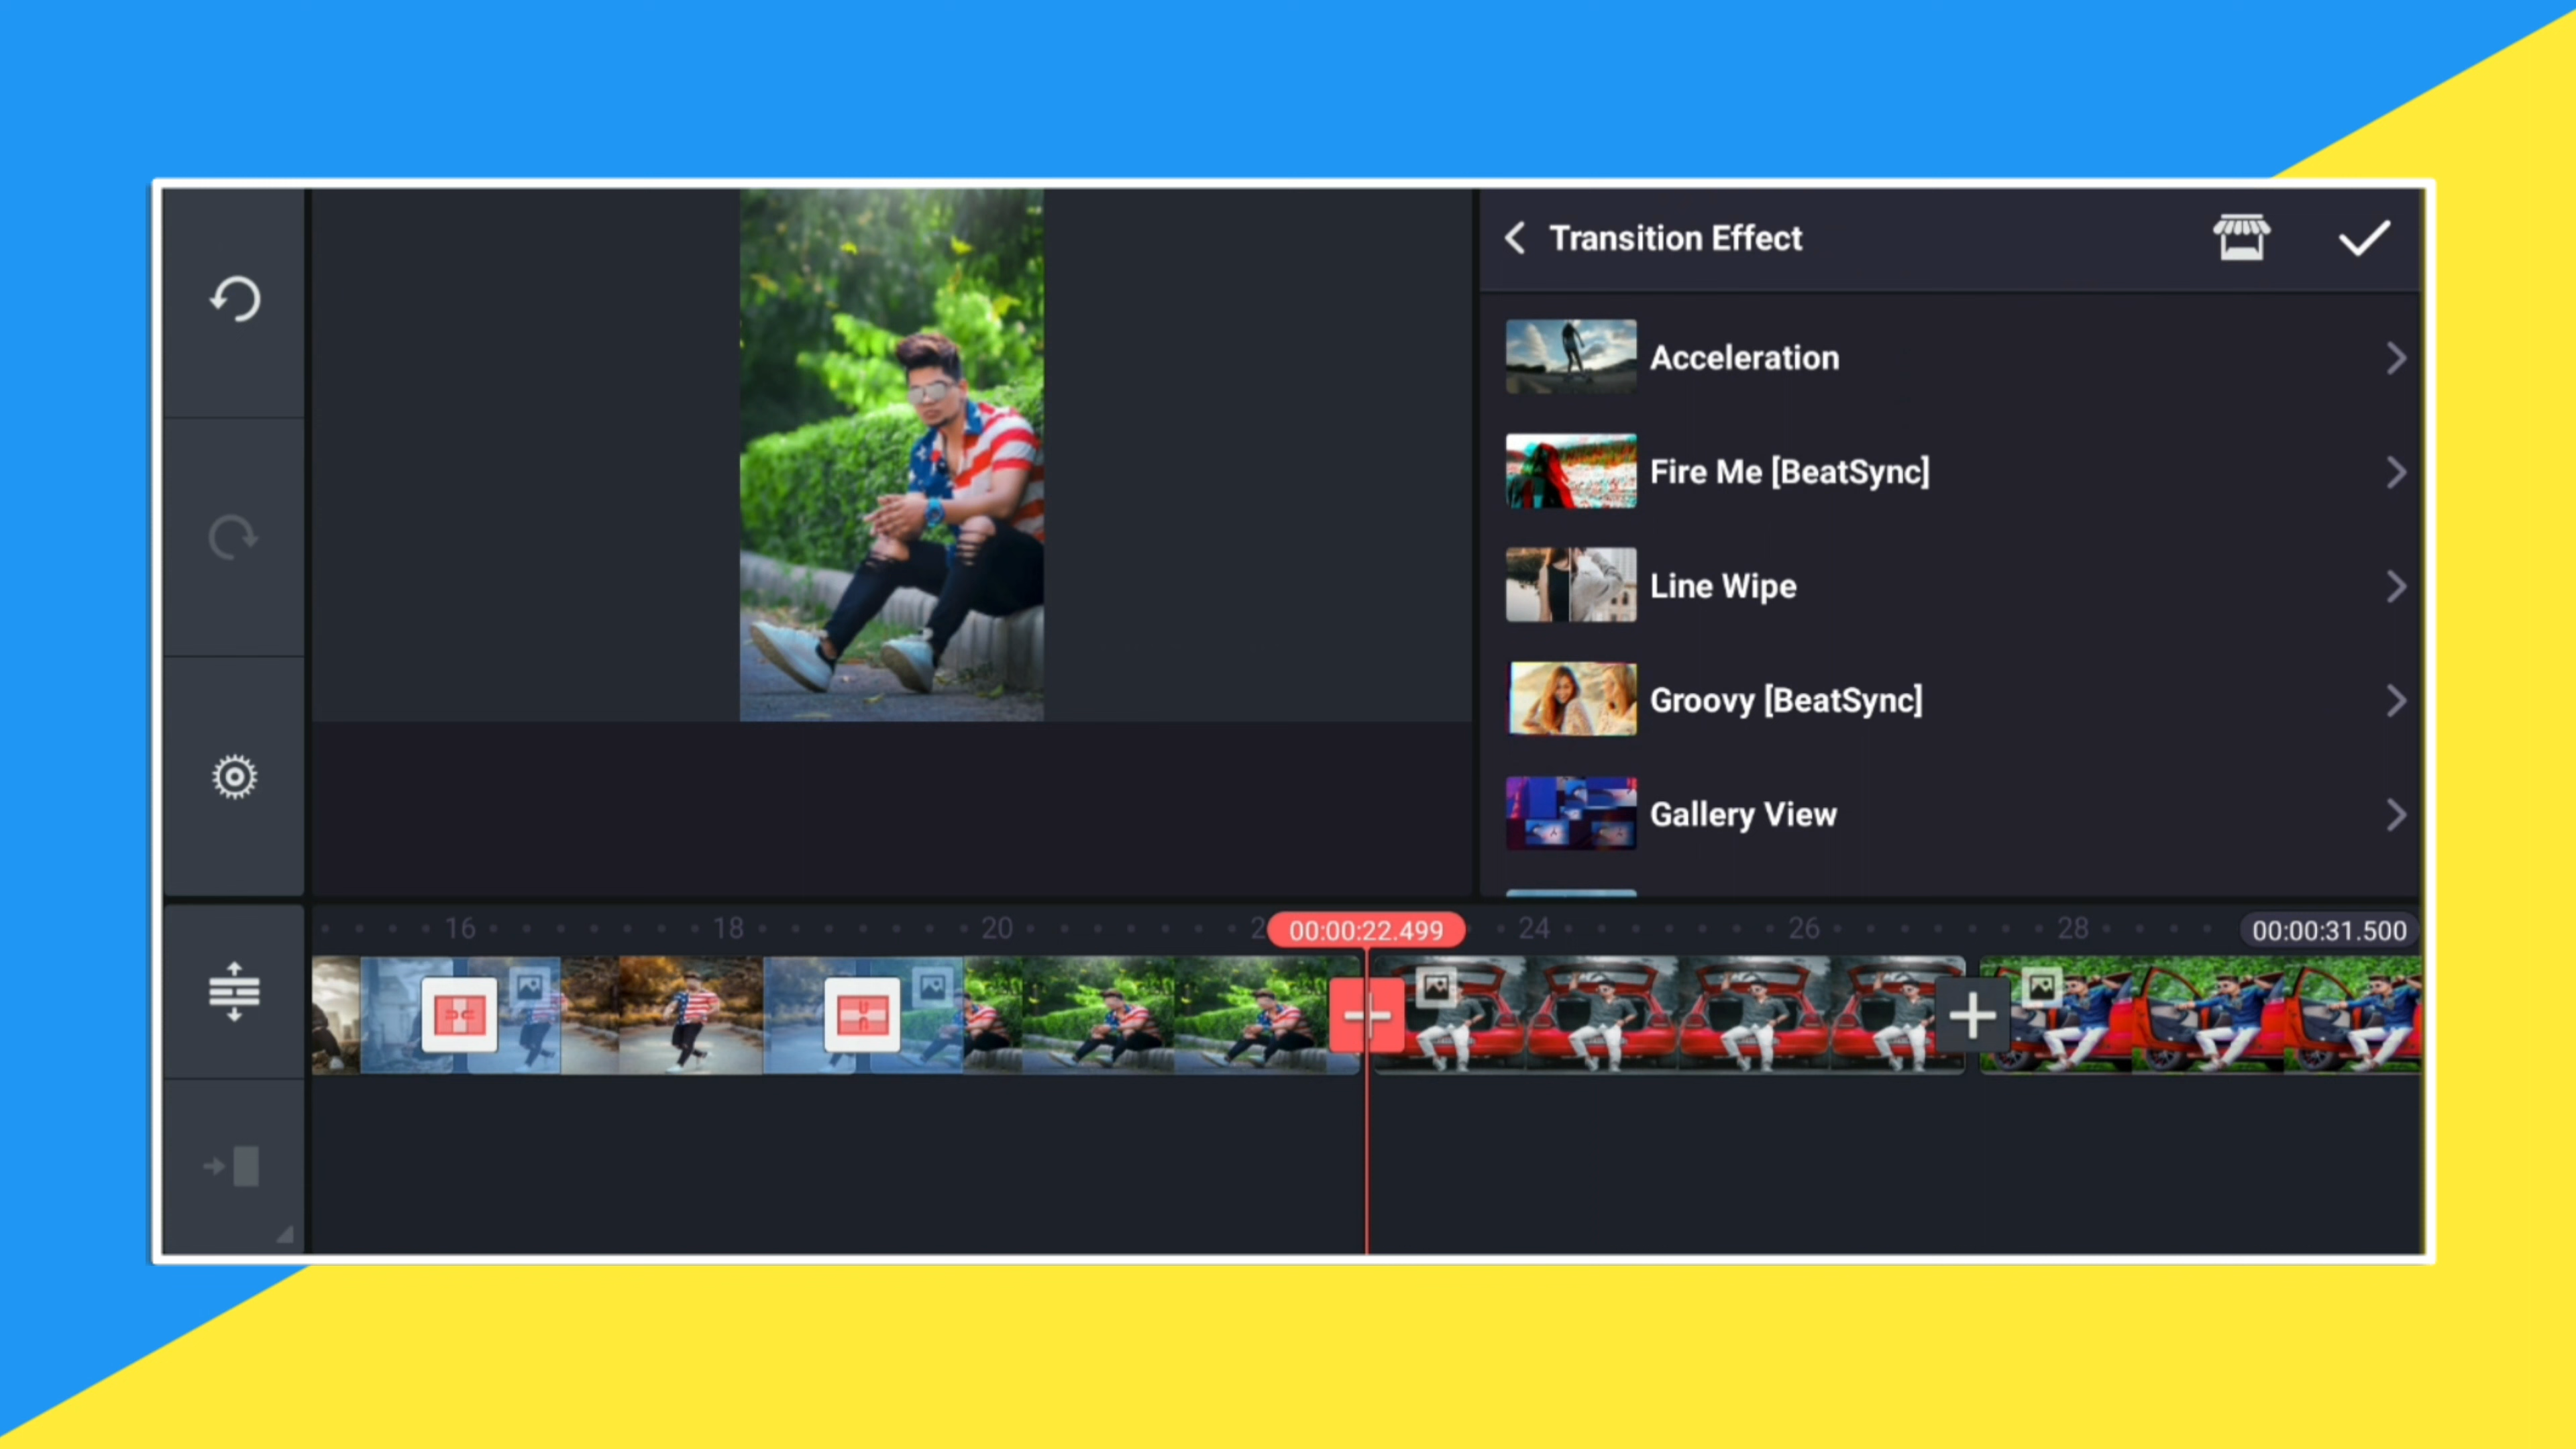 Transition Effect
Acceleration
Fire Me [BeatSync]
Line Wipe
Groovy [BeatSync]
Gallery View
16
18
20
00:00:22.499
24
26
28
00:00:31.500